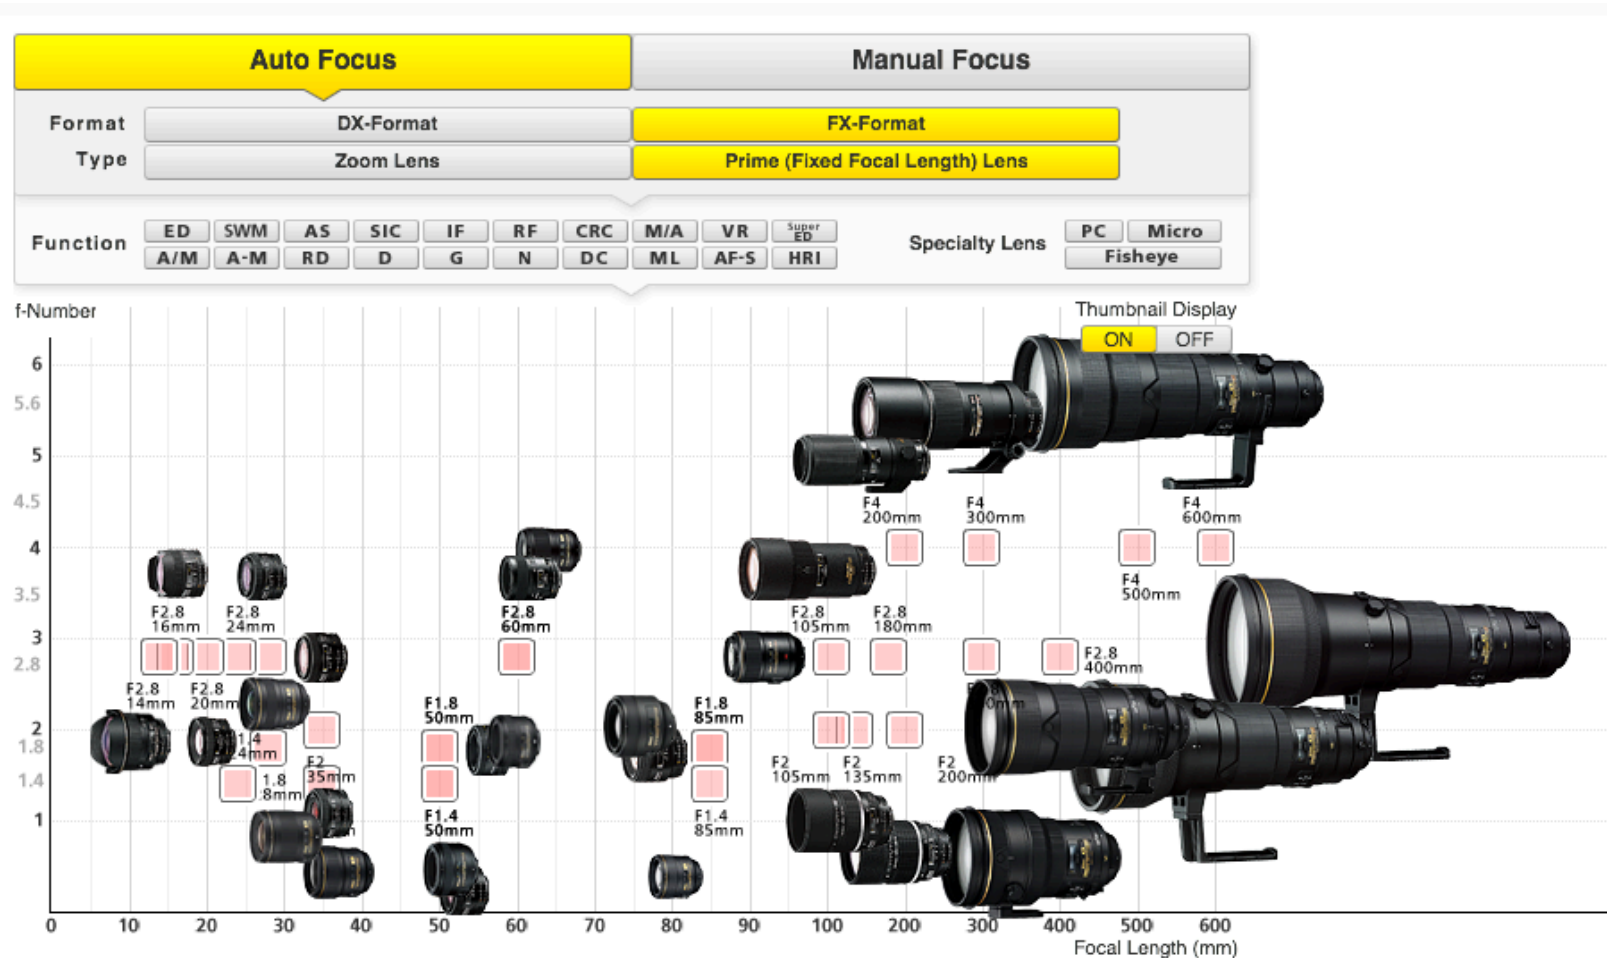 Auto Focus
Manual Focus
Format
DX-Format
FX-Format
Type
Zoom Lens
Prime (Fixed Focal Length) Lens
Function
ED SWM AS SIC IF RF CRC M/A VR Super ED
A/M A-M RD D G N DC ML AF-S HRI
Specialty Lens
PC Micro
Fisheye
f-Number
Thumbnail Display
ON OFF
6
5.6
5
4.5
4
3.5
3
2.8
2
1.8
1.4
1
F4
200mm
F4
300mm
F4
600mm
F4
500mm
F2.8
16mm
F2.8
24mm
F2.8
60mm
F2.8
105mm
F2.8
180mm
F2.8
400mm
F2.8
14mm
F2.8
20mm
F1.8
50mm
F1.8
85mm
1.4
4mm
1.8
8mm
F2
35mm
F2
105mm
F2
135mm
F2
200mm
F1.4
50mm
F1.4
85mm
0 10 20 30 40 50 60 70 80 90 100 200 300 400 500 600
Focal Length (mm)